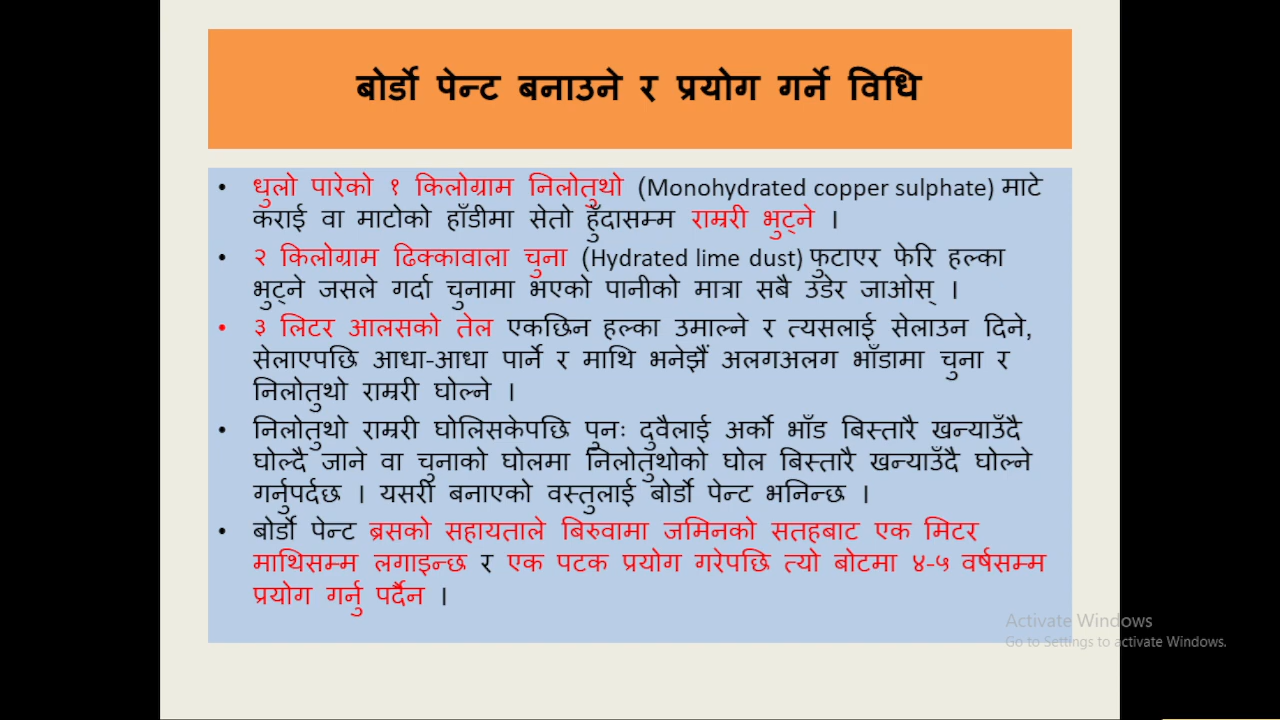 बोर्डो पेन्ट बनाउने र प्रयोग गर्ने विधि
• धुलो पारेको १ किलोग्राम निलोतुथो (Monohydrated copper sulphate) माटे
कराई वा माटोको हाँडीमा सेतो हुँदासम्म राम्ररी भुट्ने ।
• २ किलोग्राम ढिक्कावाला चुना (Hydrated lime dust) फुटाएर फेरि हल्का
भुट्ने जसले गर्दा चुनामा भएको पानीको मात्रा सबै उडेर जाओस् ।
• ३ लिटर आलसको तेल एकछिन हल्का उमाल्ने र त्यसलाई सेलाउन दिने,
सेलाएपछि आधा-आधा पार्ने र माथि भनेझैं अलगअलग भाँडामा चुना र
निलोतुथो राम्ररी घोल्ने ।
• निलोतुथो राम्ररी घोलिसकेपछि पुनः दुवैलाई अर्को भाँड बिस्तारै खन्याउँदै
घोल्दै जाने वा चुनाको घोलमा निलोतुथोको घोल बिस्तारै खन्याउँदै घोल्ने
गर्नुपर्दछ । यसरी बनाएको वस्तुलाई बोर्डो पेन्ट भनिन्छ ।
• बोर्डो पेन्ट ब्रसको सहायताले बिरुवामा जमिनको सतहबाट एक मिटर
माथिसम्म लगाइन्छ र एक पटक प्रयोग गरेपछि त्यो बोटमा ४-५ वर्षसम्म
प्रयोग गर्नु पर्दैन ।
Activate Windows
Go to Settings to activate Windows.